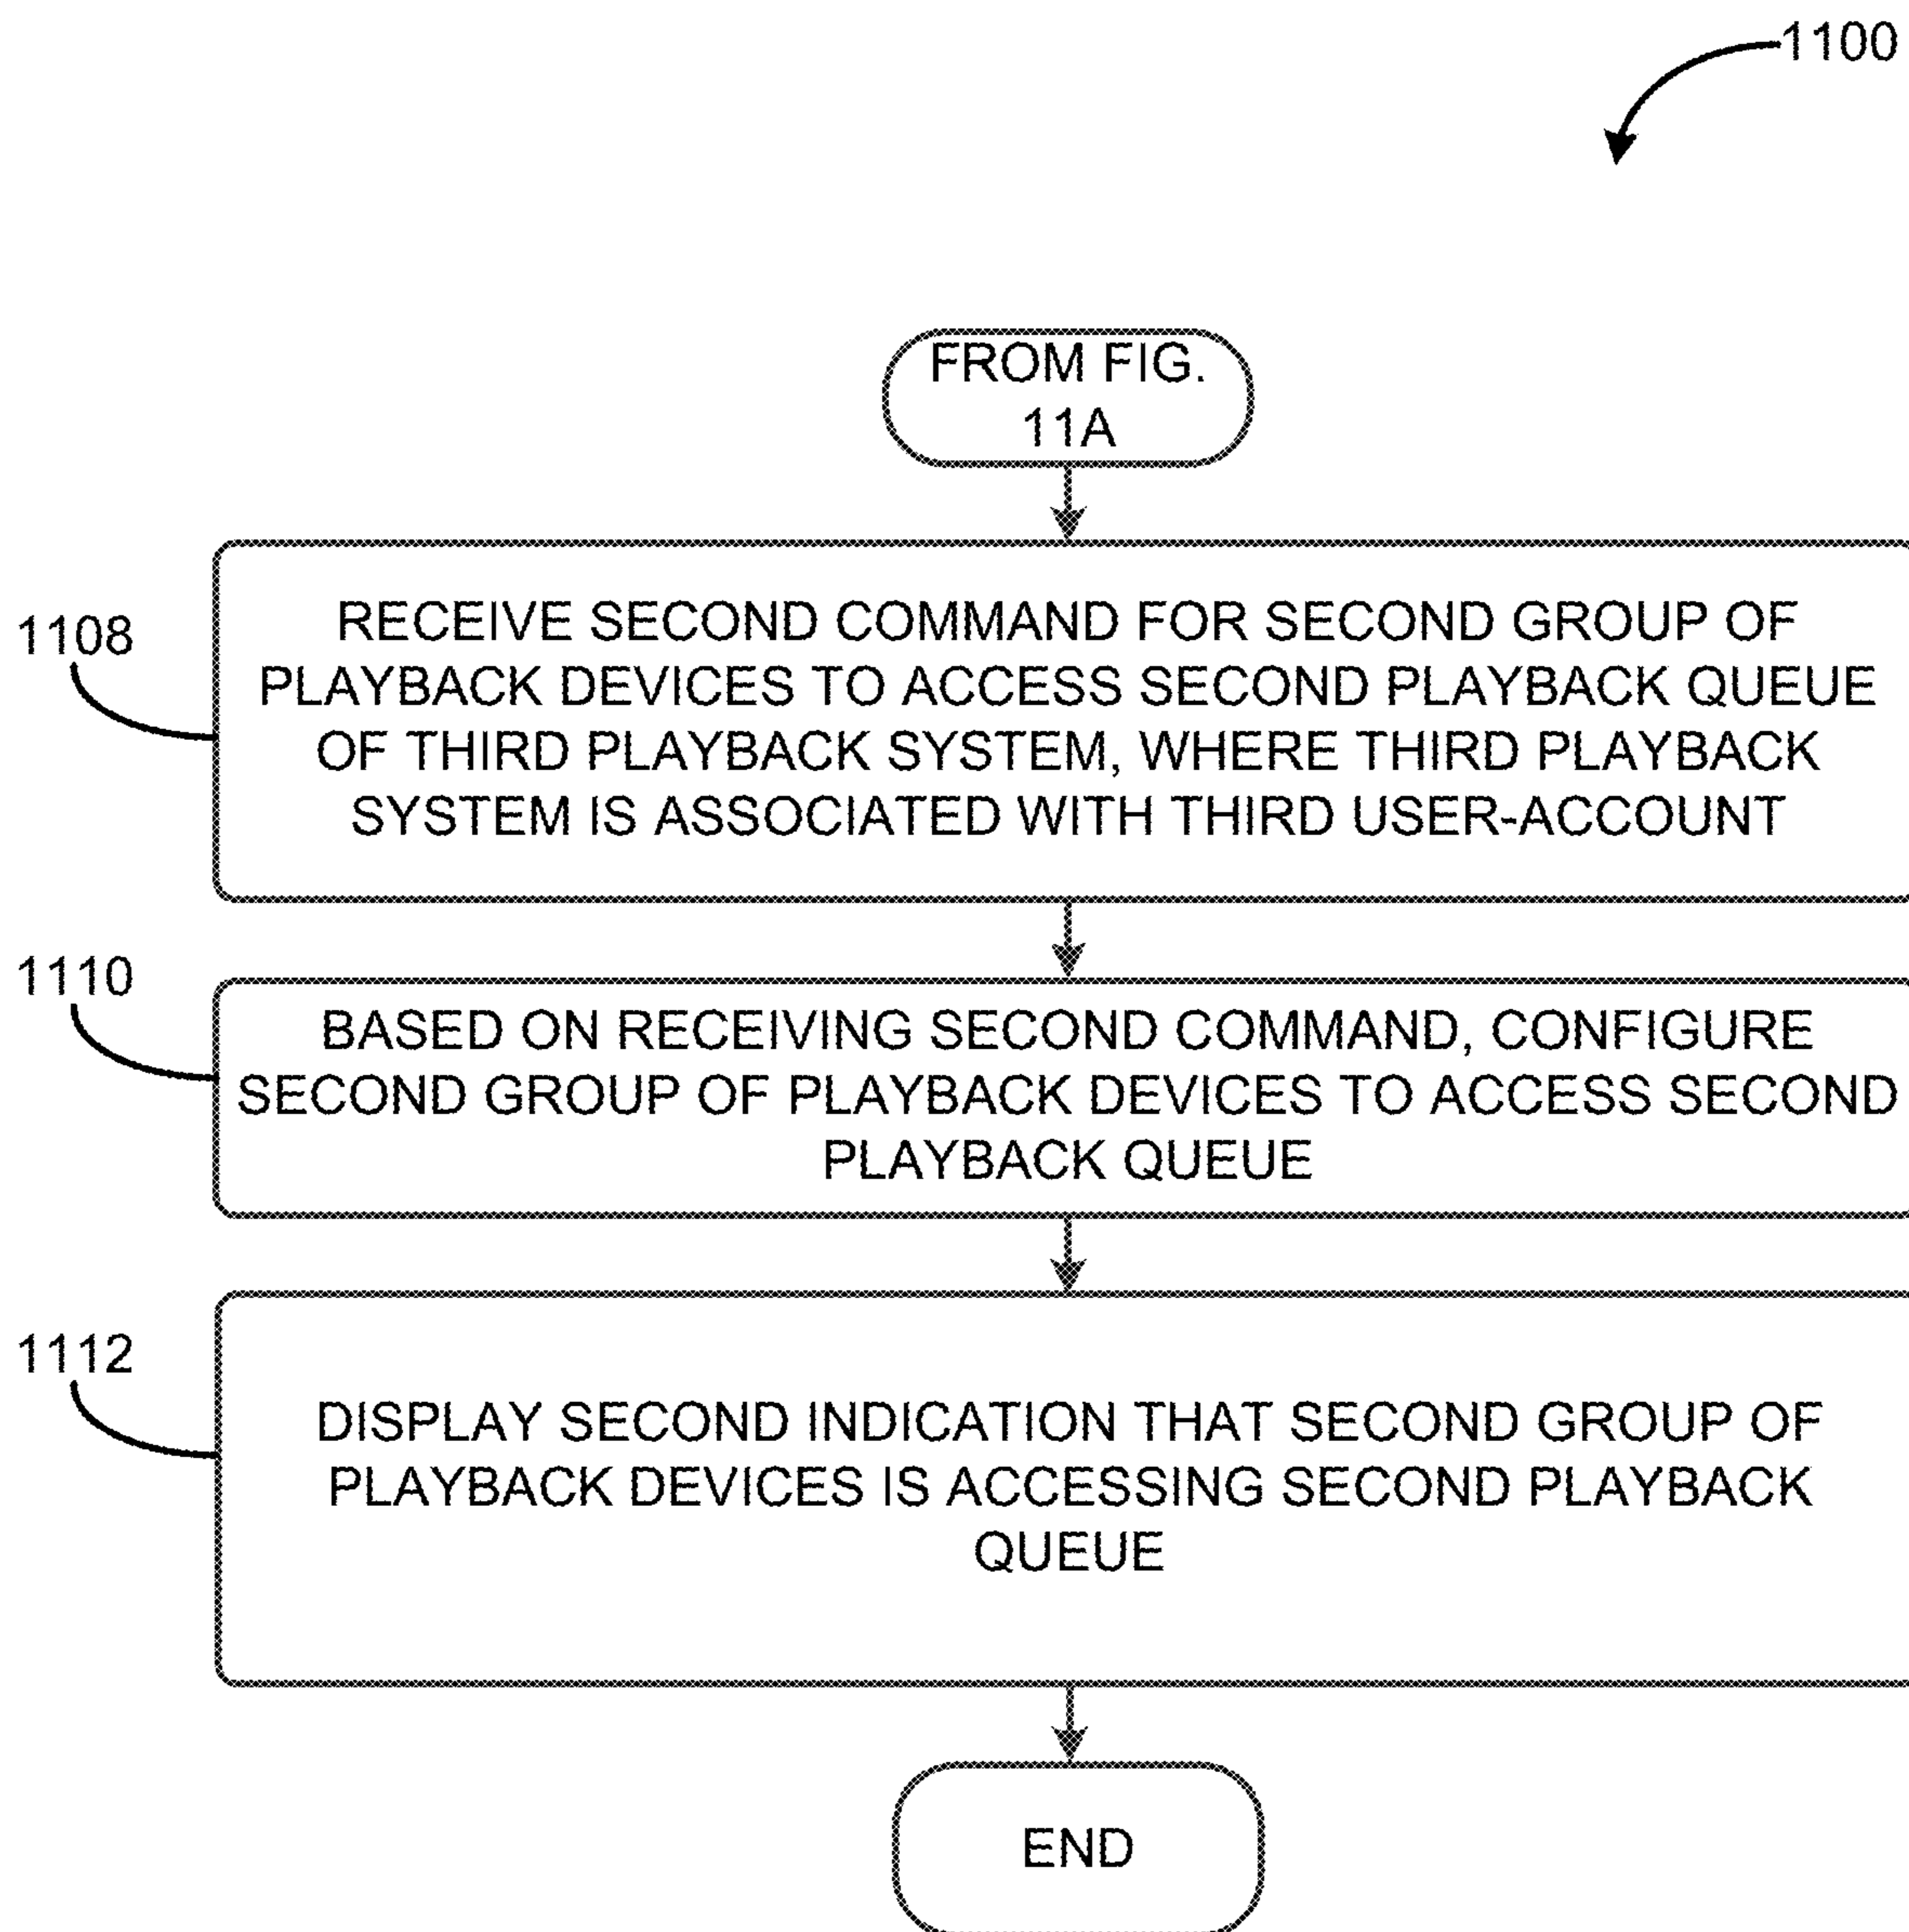 1100
FROM FIG.
11A
1108
RECEIVE SECOND COMMAND FOR SECOND GROUP OF
PLAYBACK DEVICES TO ACCESS SECOND PLAYBACK QUEUE
OF THIRD PLAYBACK SYSTEM, WHERE THIRD PLAYBACK
SYSTEM IS ASSOCIATED WITH THIRD USER-ACCOUNT
1110
BASED ON RECEIVING SECOND COMMAND, CONFIGURE
SECOND GROUP OF PLAYBACK DEVICES TO ACCESS SECOND
PLAYBACK QUEUE
1112
DISPLAY SECOND INDICATION THAT SECOND GROUP OF
PLAYBACK DEVICES IS ACCESSING SECOND PLAYBACK
QUEUE
END